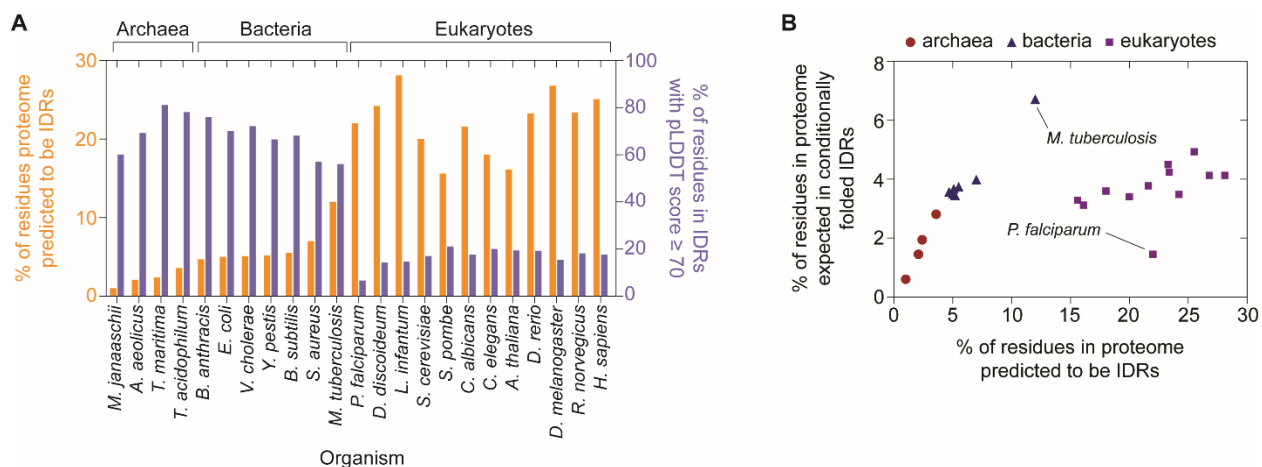 A
Archaea
Bacteria
Eukaryotes
30
20
10
0
% of residues proteome
predicted to be IDRs
100
80
60
40
20
0
% of residues in IDRs
with pLDDT score ≥ 70
M. janaaschii
A. aeolicus
T. maritima
T. acidophilum
B. anthracis
E. coli
V. cholerae
Y. pestis
B. subtilis
S. aureus
M. tuberculosis
P. falciparum
D. discoideum
L. infantum
S. cerevisiae
S. pombe
C. albicans
C. elegans
A. thaliana
D. rerio
D. melanogaster
R. norvegicus
H. sapiens
Organism
B
archaea
bacteria
eukaryotes
8
6
4
2
0
% of residues in proteome
expected in conditionally
folded IDRs
M. tuberculosis
P. falciparum
0
5
10
15
20
25
30
% of residues in proteome
predicted to be IDRs